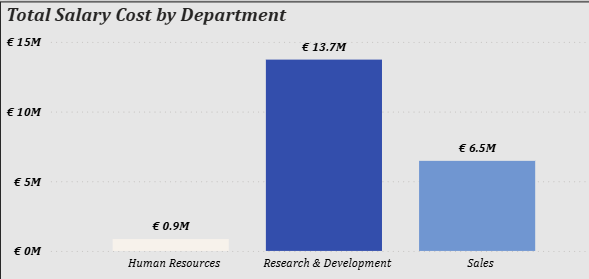 Total Salary Cost by Department
€ 15M
€ 13.7M
€ 10M
€ 6.5M
€ 5M
€ 0.9M
€ 0M
Human Resources Research & Development Sales